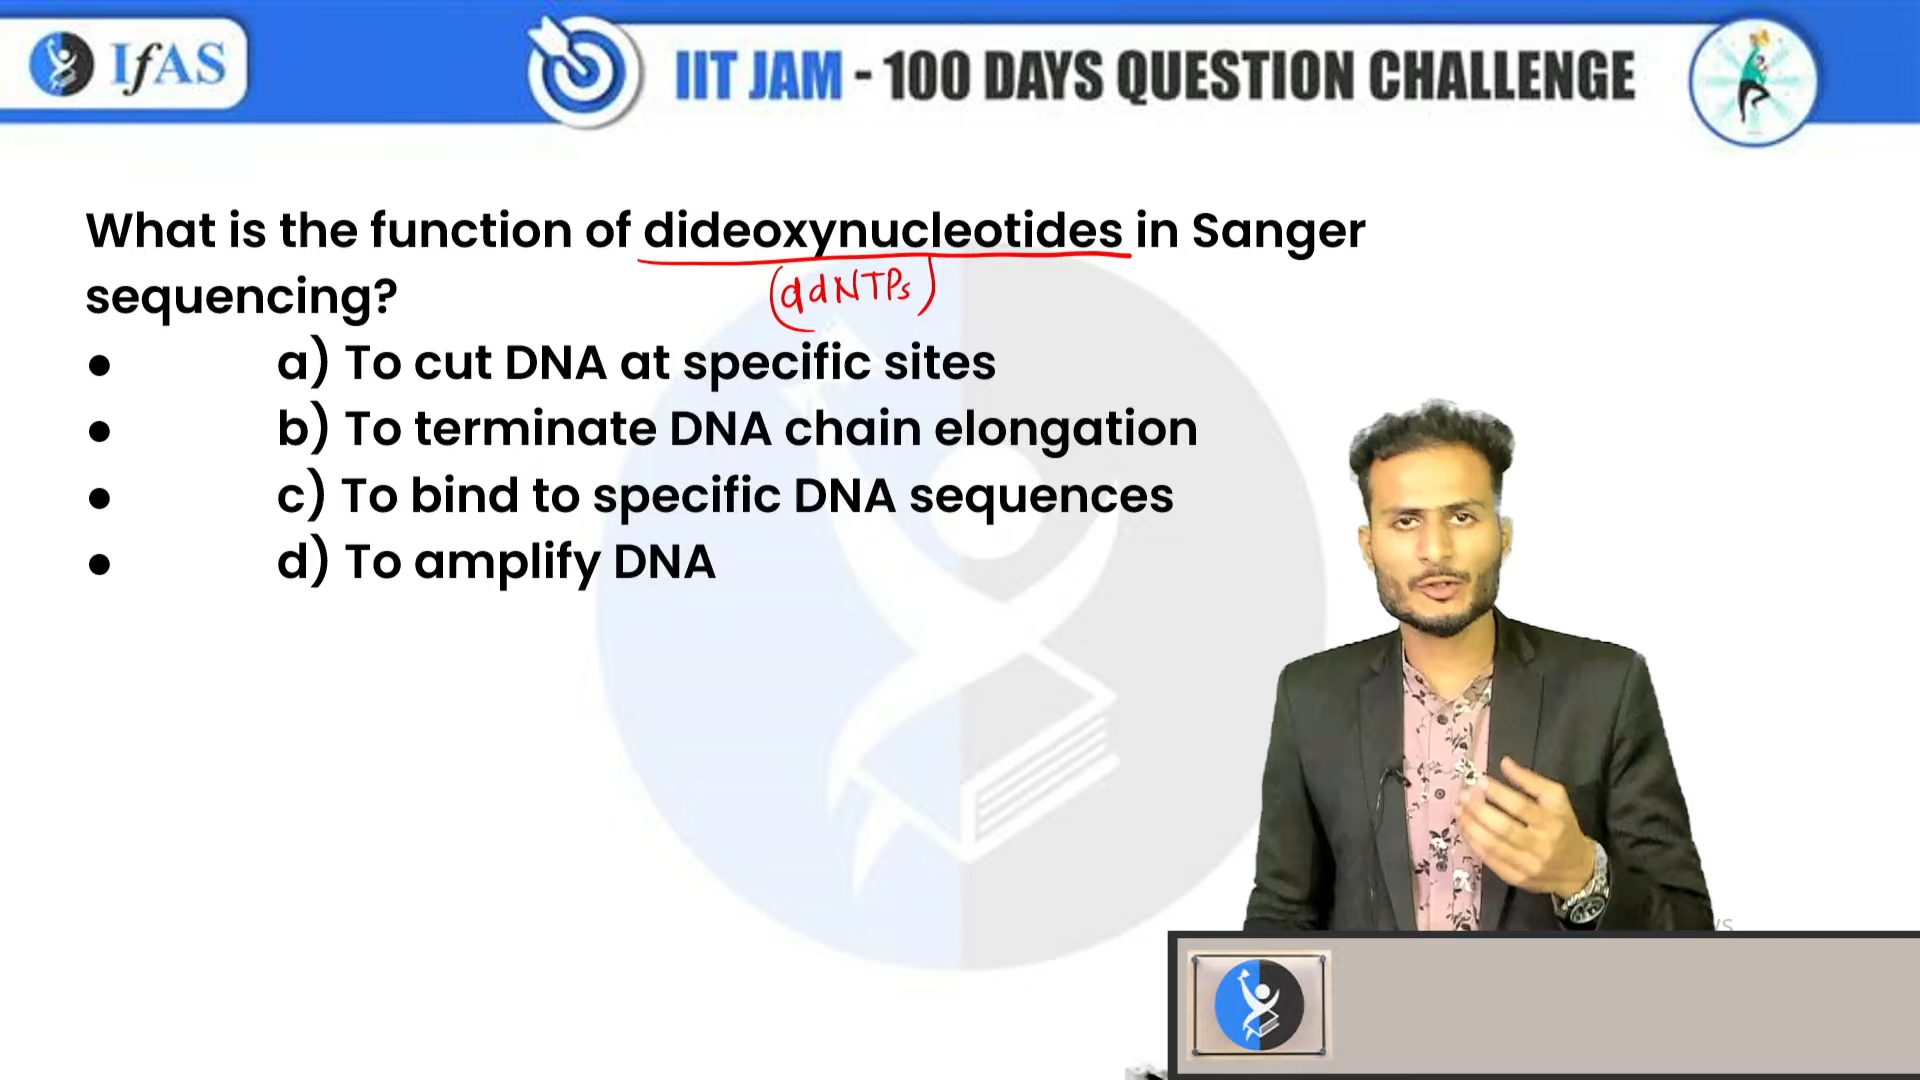 IfAS
IIT JAM - 100 DAYS QUESTION CHALLENGE
What is the function of dideoxynucleotides in Sanger
sequencing?
(ddNTPs)
● a) To cut DNA at specific sites
● b) To terminate DNA chain elongation
● c) To bind to specific DNA sequences
● d) To amplify DNA